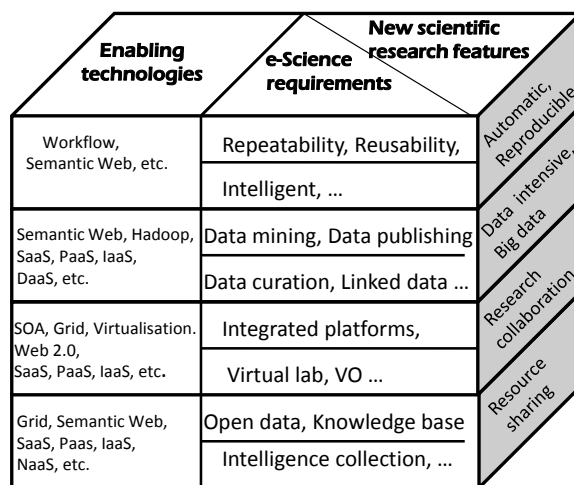 Enabling
technologies
e-Science
requirements
New scientific
research features
Workflow,
Semantic Web, etc.
Repeatability, Reusability,
Intelligent, ...
Automatic,
Reproducible
Semantic Web, Hadoop,
SaaS, PaaS, IaaS,
DaaS, etc.
Data mining, Data publishing
Data curation, Linked data ...
Data intensive,
Big data
SOA, Grid, Virtualisation.
Web 2.0,
SaaS, PaaS, IaaS, etc.
Integrated platforms,
Virtual lab, VO ...
Research
collaboration
Grid, Semantic Web,
SaaS, Paas, IaaS,
NaaS, etc.
Open data, Knowledge base
Intelligence collection, ...
Resource
sharing